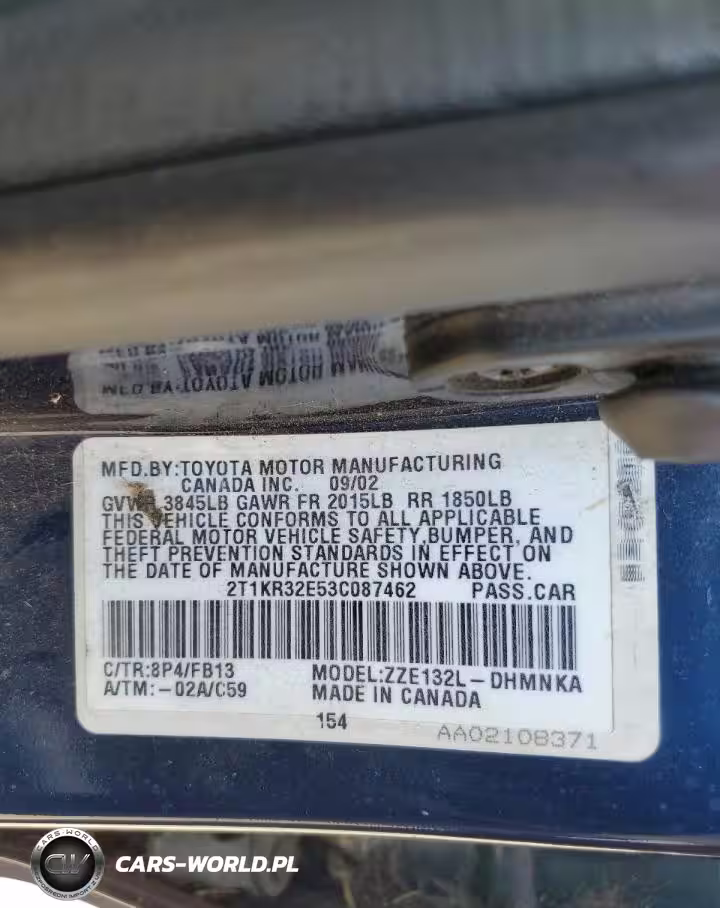 MFD.BY:TOYOTA MOTOR MANUFACTURING
CANADA INC. 09/02
GVWR 3845LB GAWR FR 2015LB RR 1850LB
THIS VEHICLE CONFORMS TO ALL APPLICABLE
FEDERAL MOTOR VEHICLE SAFETY,BUMPER, AND
THEFT PREVENTION STANDARDS IN EFFECT ON
THE DATE OF MANUFACTURE SHOWN ABOVE.
2T1KR32E53C087462 PASS.CAR
C/TR:8P4/FB13 MODEL:ZZE132L-DHMNKA
A/TM:-02A/C59 MADE IN CANADA
154
AA02108371
CARS-WORLD
CW
CARS-WORLD.PL